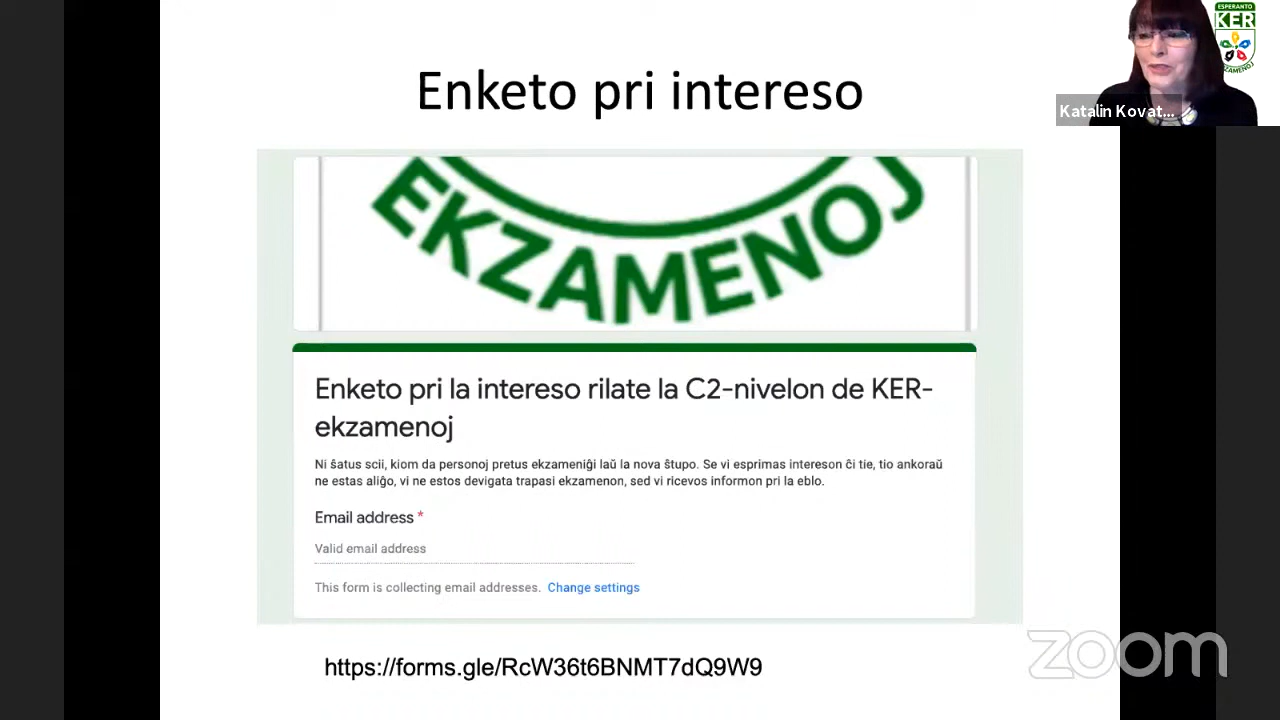 Enketo pri intereso
ESPERANTO
KER
EKZAMENOJ
Katalin Kovat...
EKZAMENOJ
Enketo pri la intereso rilate la C2-nivelon de KER-
ekzamenoj
Ni ŝatus scii, kiom da personoj pretus ekzameniĝi laŭ la nova ŝtupo. Se vi esprimas intereson ĉi tie, tio ankoraŭ
ne estas aliĝo, vi ne estos devigata trapasi ekzamenon, sed vi ricevos informon pri la eblo.
Email address *
Valid email address
This form is collecting email addresses. Change settings
https://forms.gle/RcW36t6BNMT7dQ9W9
zoom